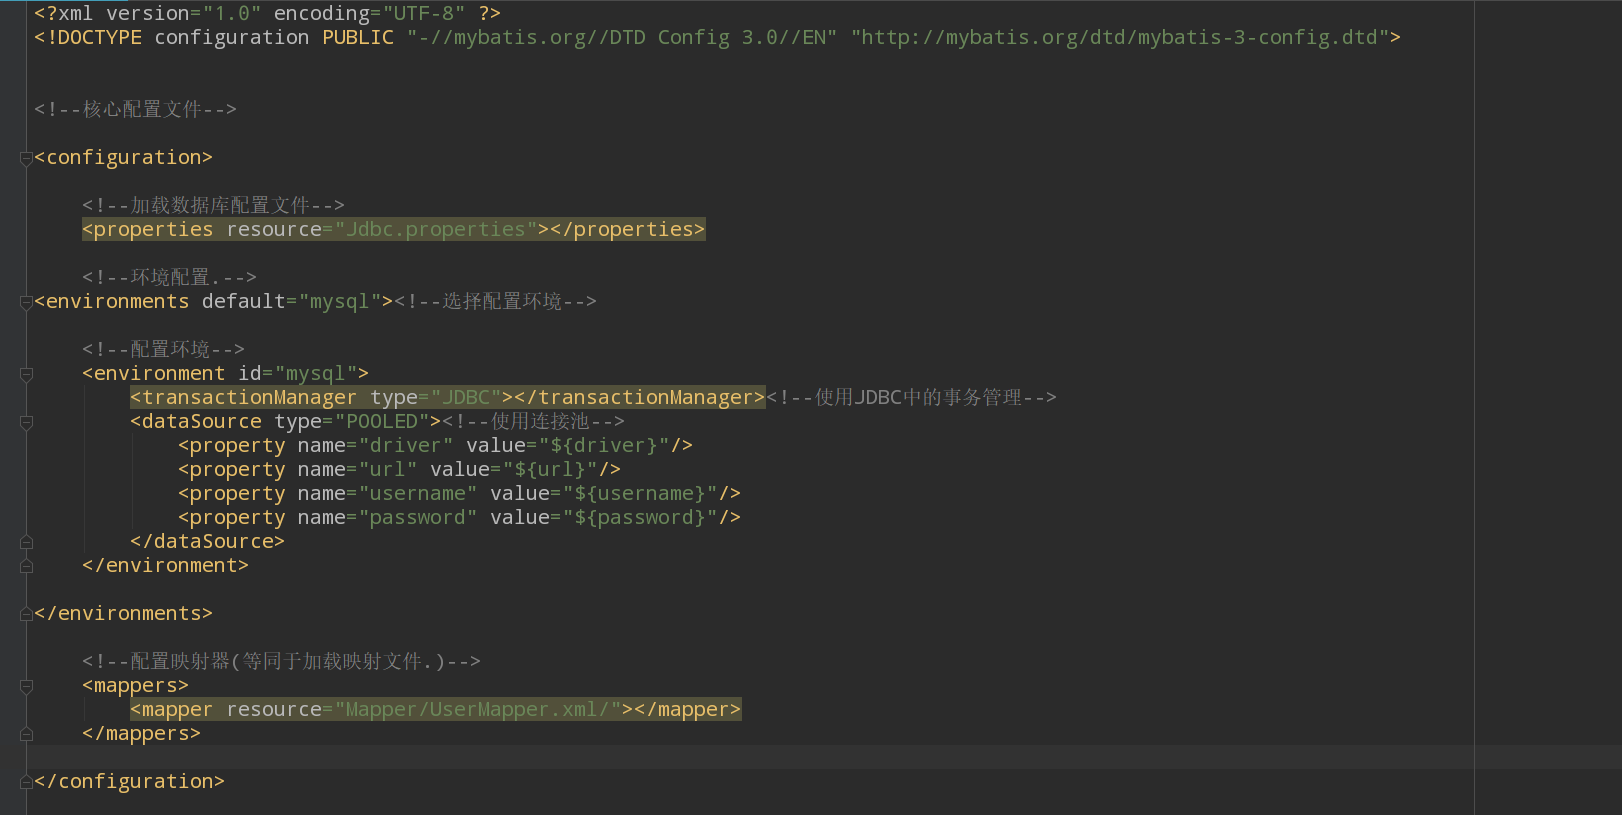 <?xml version="1.0" encoding="UTF-8" ?>
<!DOCTYPE configuration PUBLIC "-//mybatis.org//DTD Config 3.0//EN" "http://mybatis.org/dtd/mybatis-3-config.dtd">
<!--核心配置文件-->
<configuration>
<!--加载数据库配置文件-->
<properties resource="Jdbc.properties"></properties>
<!--环境配置.-->
<environments default="mysql"><!--选择配置环境-->
<!--配置环境-->
<environment id="mysql">
<transactionManager type="JDBC"></transactionManager><!--使用JDBC中的事务管理-->
<dataSource type="POOLED"><!--使用连接池-->
<property name="driver" value="${driver}"/>
<property name="url" value="${url}"/>
<property name="username" value="${username}"/>
<property name="password" value="${password}"/>
</dataSource>
</environment>
</environments>
<!--配置映射器(等同于加载映射文件.)-->
<mappers>
<mapper resource="Mapper/UserMapper.xml/"></mapper>
</mappers>
</configuration>